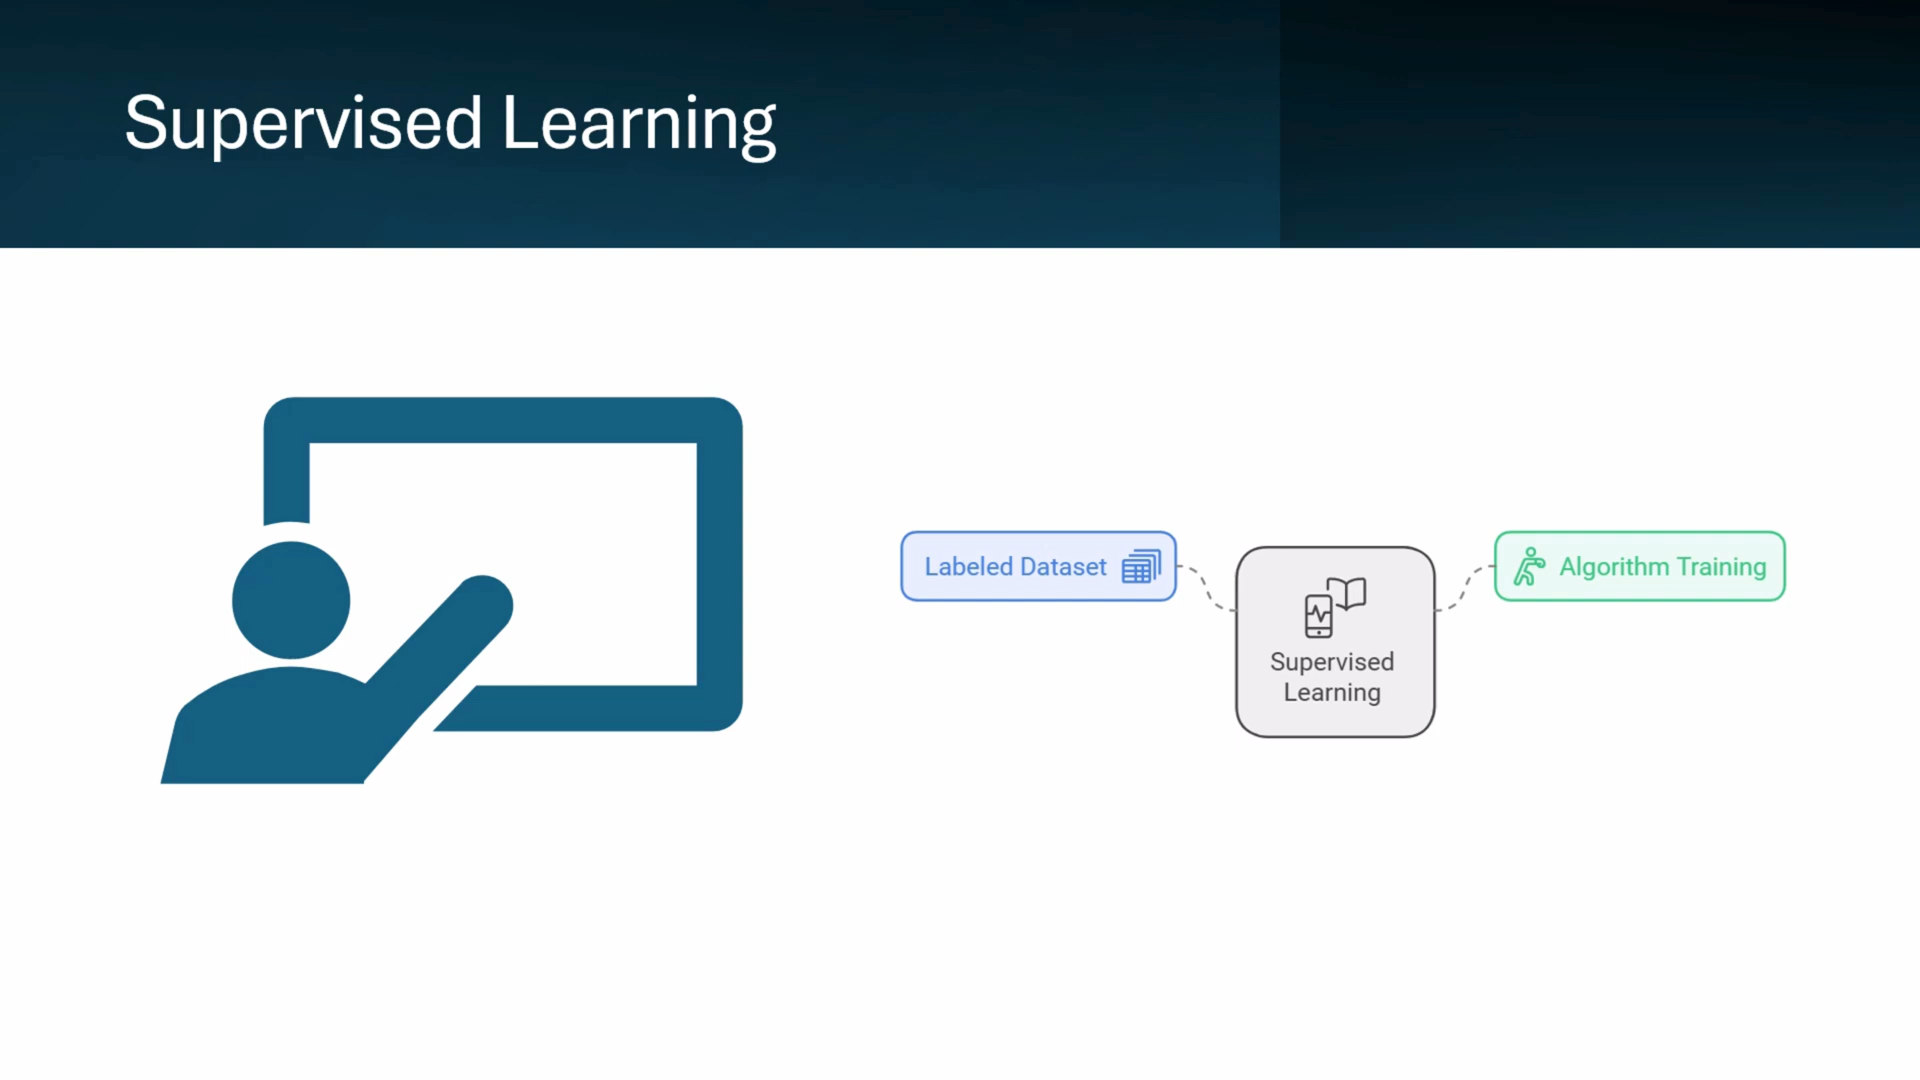 Supervised Learning
Labeled Dataset
Supervised
Learning
Algorithm Training